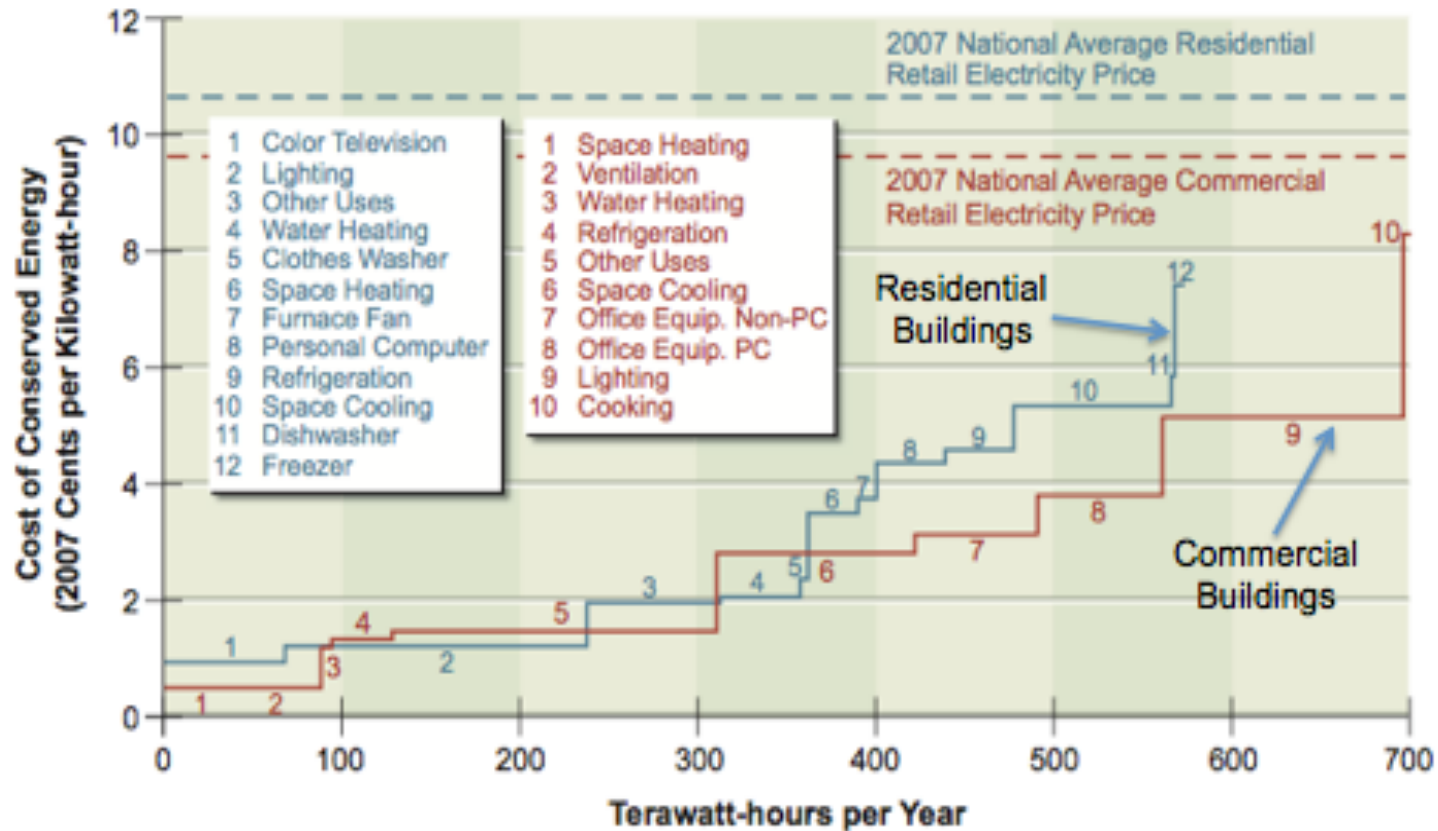 12
10
8
6
4
2
0
Cost of Conserved Energy
(2007 Cents per Kilowatt-hour)
2007 National Average Residential
Retail Electricity Price
2007 National Average Commercial
Retail Electricity Price
1 Color Television
2 Lighting
3 Other Uses
4 Water Heating
5 Clothes Washer
6 Space Heating
7 Furnace Fan
8 Personal Computer
9 Refrigeration
10 Space Cooling
11 Dishwasher
12 Freezer
1 Space Heating
2 Ventilation
3 Water Heating
4 Refrigeration
5 Other Uses
6 Space Cooling
7 Office Equip. Non-PC
8 Office Equip. PC
9 Lighting
10 Cooking
Residential
Buildings
Commercial
Buildings
1
2
3
4
5
6
7
8
9
10
11
12
1
2
3
4
5
6
7
8
9
10
0 100 200 300 400 500 600 700
Terawatt-hours per Year